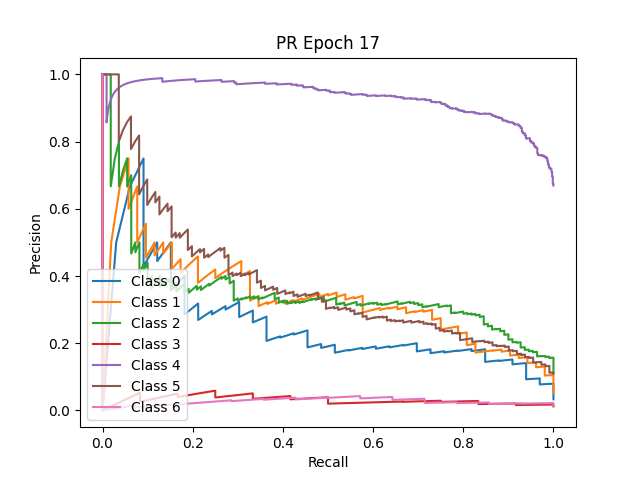 PR Epoch 17
Precision
1.0
0.8
0.6
0.4
0.2
0.0
Class 0
Class 1
Class 2
Class 3
Class 4
Class 5
Class 6
0.0 0.2 0.4 0.6 0.8 1.0
Recall